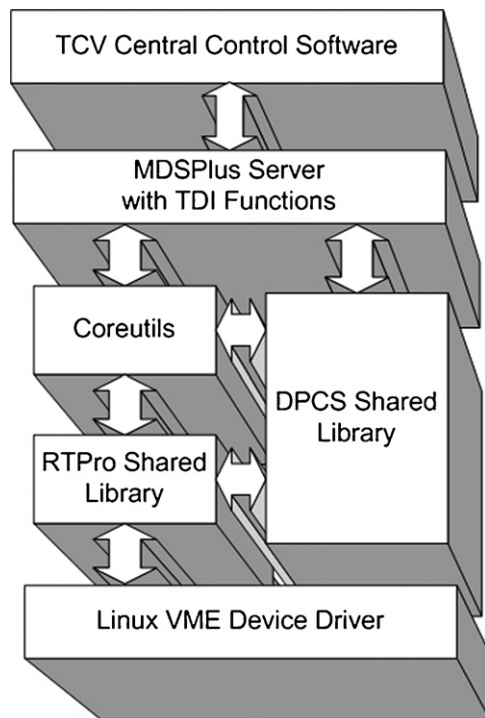 TCV Central Control Software
MDSPlus Server
with TDI Functions
Coreutils
DPCS Shared
Library
RTPro Shared
Library
Linux VME Device Driver